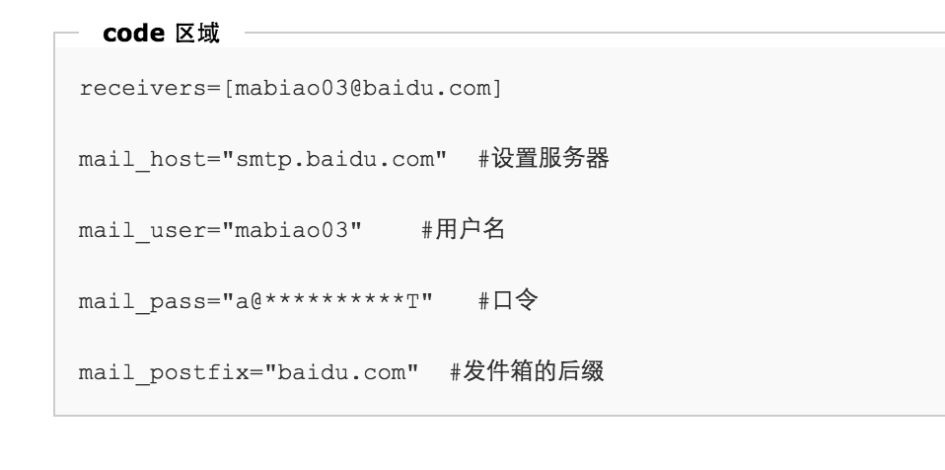 code 区域
receivers=[mabiao03@baidu.com]
mail_host="smtp.baidu.com"  #设置服务器
mail_user="mabiao03"    #用户名
mail_pass="a@**********T"   #口令
mail_postfix="baidu.com"  #发件箱的后缀